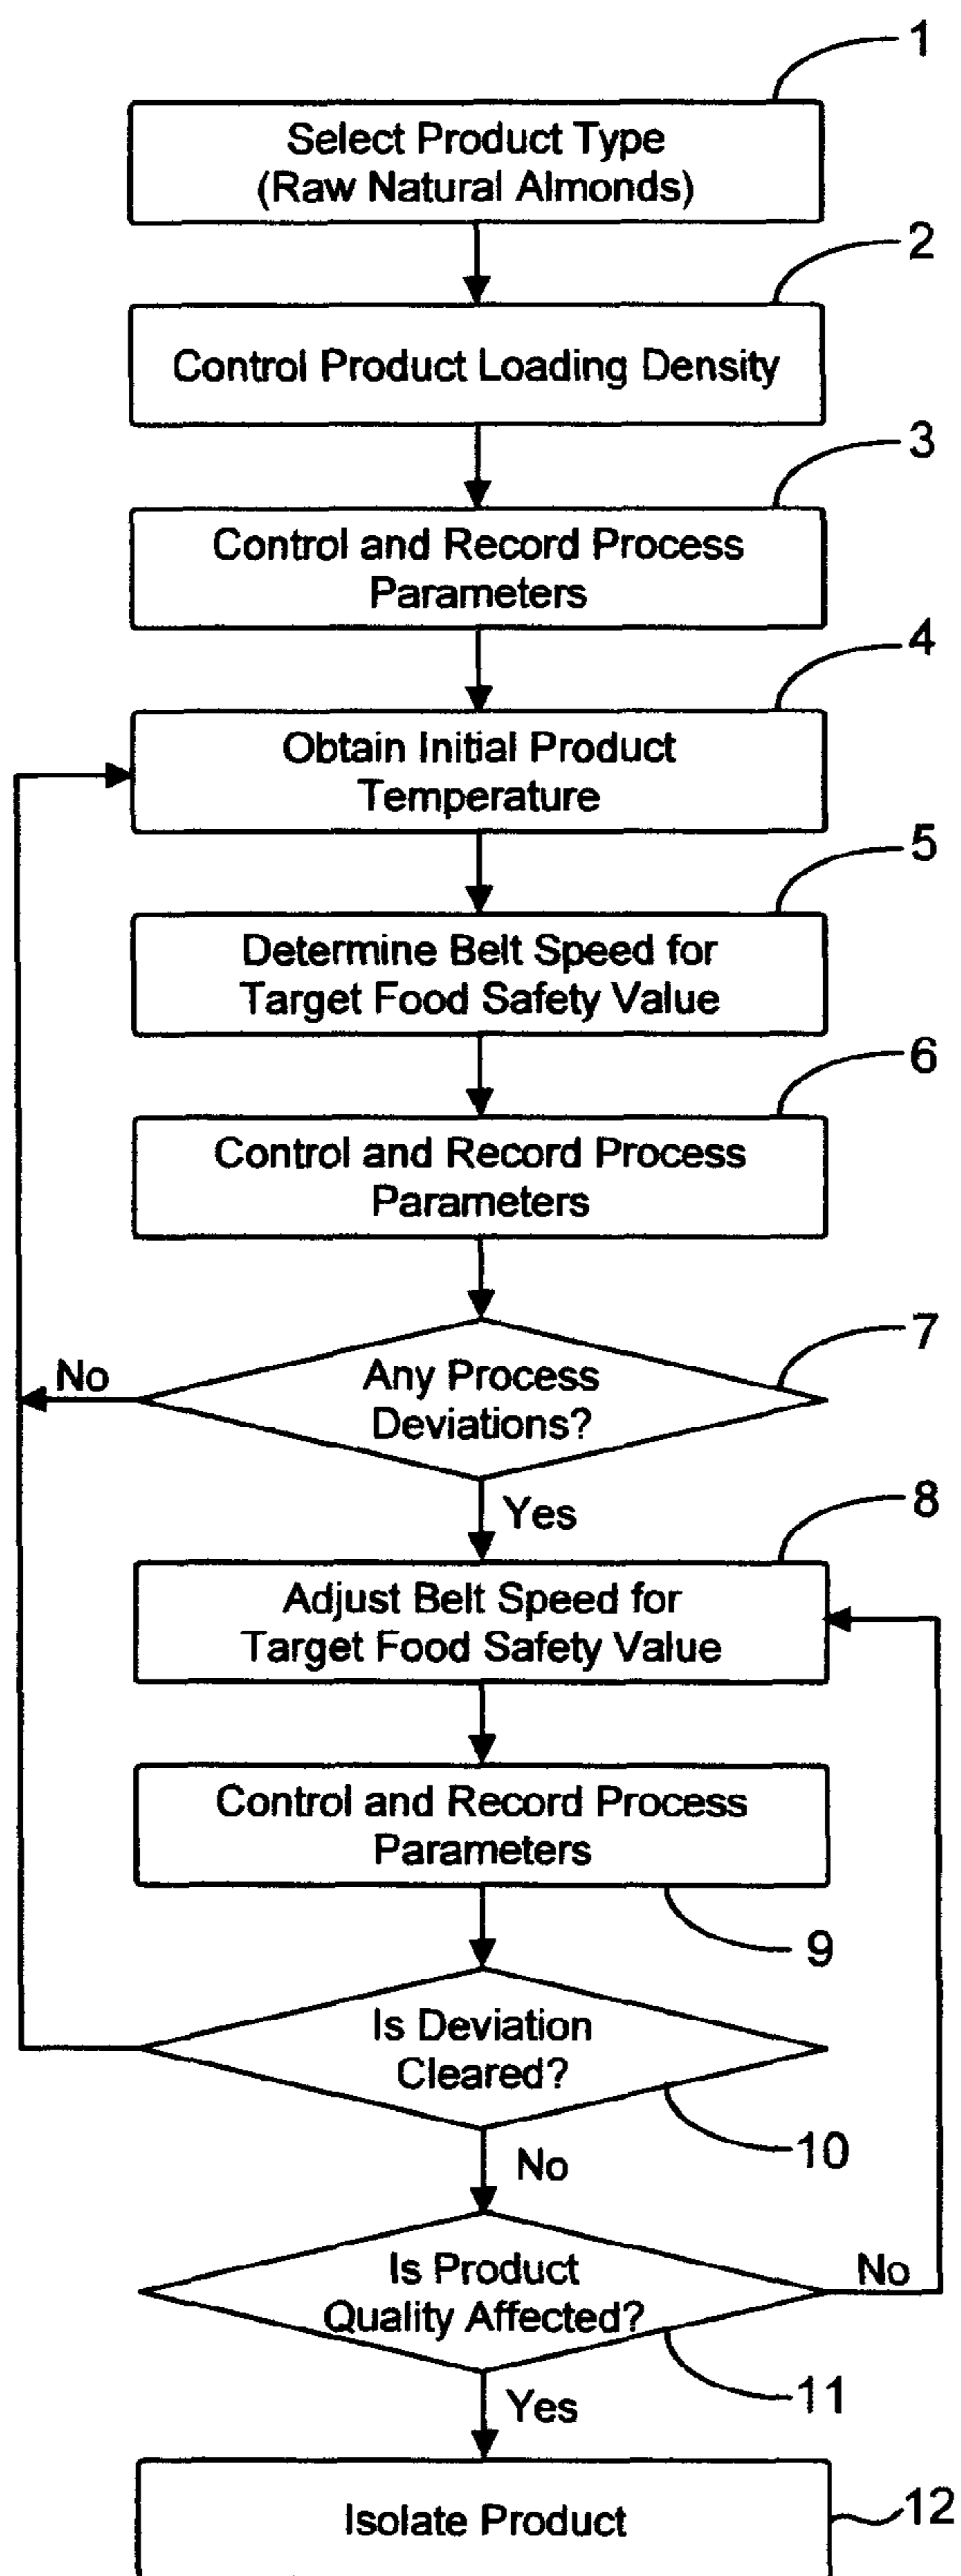 1
Select Product Type
(Raw Natural Almonds)
2
Control Product Loading Density
3
Control and Record Process
Parameters
4
Obtain Initial Product
Temperature
5
Determine Belt Speed for
Target Food Safety Value
6
Control and Record Process
Parameters
7
Any Process
Deviations?
No
Yes
8
Adjust Belt Speed for
Target Food Safety Value
Control and Record Process
Parameters
9
Is Deviation
Cleared?
10
No
Is Product
Quality Affected?
No
11
Yes
Isolate Product
12